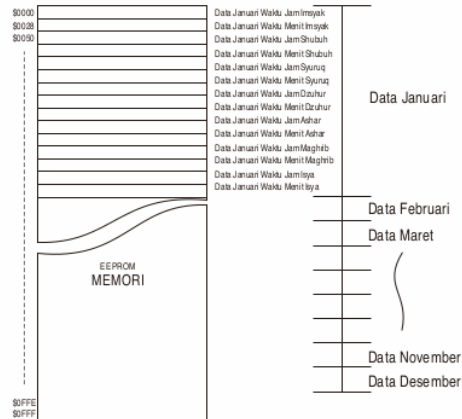 $0000
$0028
$0050
Data Januari Waktu Jam Imsyak
Data Januari Waktu Menit Imsyak
Data Januari Waktu Jam Shubuh
Data Januari Waktu Menit Shubuh
Data Januari Waktu Jam Syuruq
Data Januari Waktu Menit Syuruq
Data Januari Waktu Jam Dzuhur
Data Januari Waktu Menit Dzuhur
Data Januari Waktu Jam Ashar
Data Januari Waktu Menit Ashar
Data Januari Waktu Jam Maghrib
Data Januari Waktu Menit Maghrib
Data Januari Waktu Jam Isya
Data Januari Waktu Menit Isya
Data Januari
Data Februari
Data Maret
EEPROM
MEMORI
Data November
Data Desember
$0FFE
$0FFF